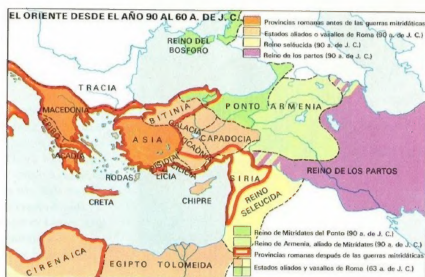 EL ORIENTE DESDE EL AÑO 90 AL 60 A. DE J. C.
Provincias romanas antes de las guerras mitridáticas
Estados aliados o vasallos de Roma (90 a. de J. C.)
Reino seléucida (90 a. de J. C.)
Reino de los partos (90 a. de J. C.)
REINO DEL
BOSFORO
TRACIA
MACEDONIA
BITINIA
PONTO
ARMENIA
GALACIA
ASIA
CAPADOCIA
LICAONIA
ACAYA
PISIDIA
CILICIA
LICIA
RODAS
SIRIA
REINO DE LOS PARTOS
CRETA
CHIPRE
REINO
SELEUCIDA
CIRENAICA
EGIPTO TOLOMEIDA
Reino de Mitrídates del Ponto (90 a. de J. C.)
Reino de Armenia, aliado de Mitrídates (90 a. de J. C.)
Provincias romanas después de las guerras mitridáticas
Estados aliados y vasallos de Roma (63 a. de J. C.)